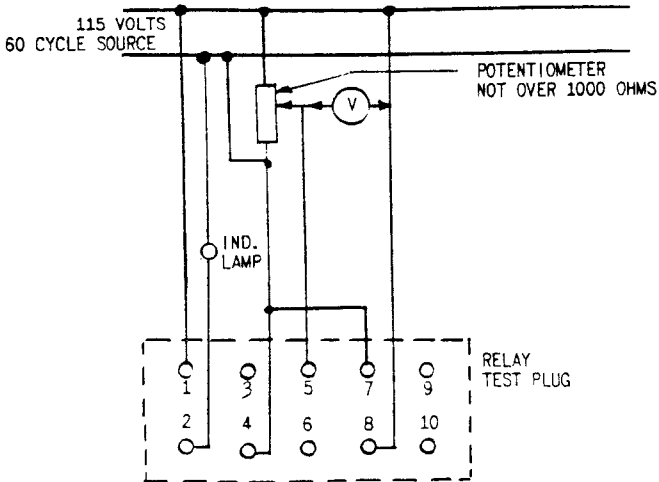 115 VOLTS
60 CYCLE SOURCE
POTENTIOMETER
NOT OVER 1000 OHMS
V
IND.
LAMP
RELAY
TEST PLUG
1 3 5 7 9
2 4 6 8 10